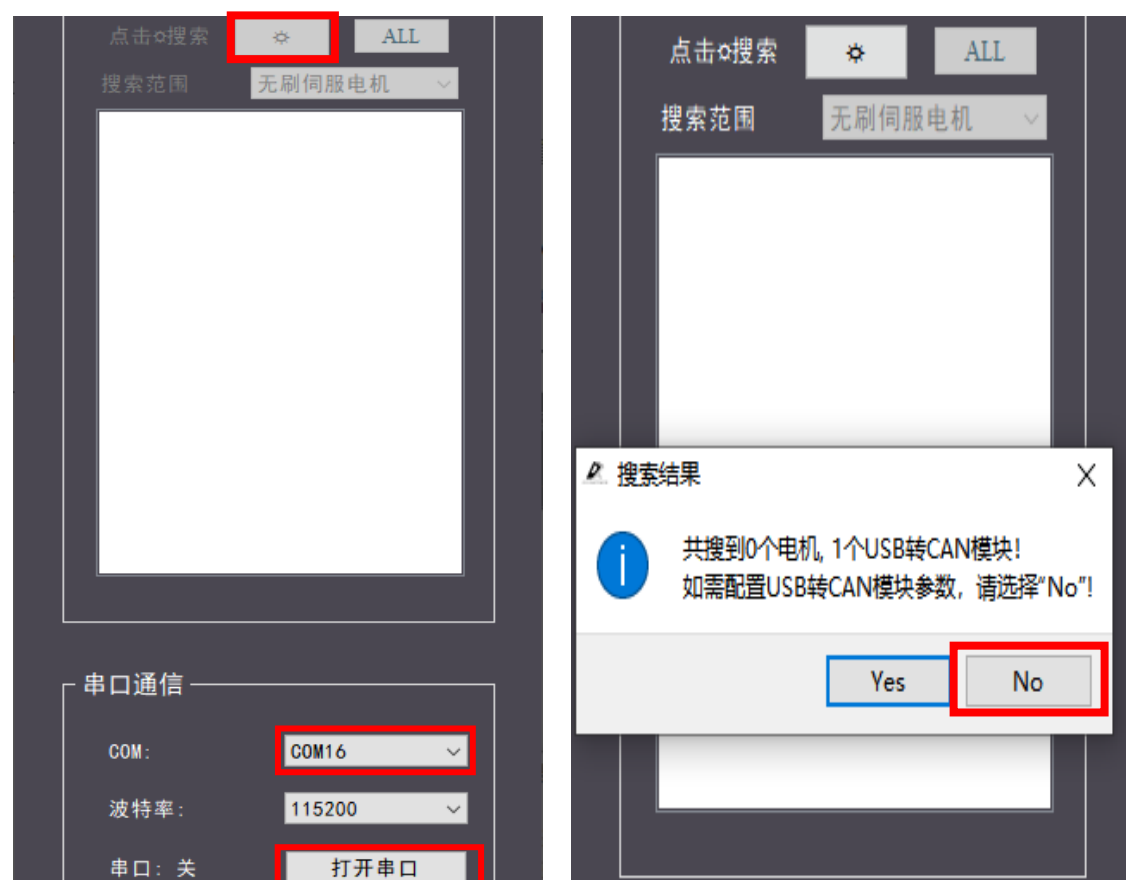 点击☼搜索 ☼ ALL
搜索范围 无刷伺服电机
串口通信
COM: COM16
波特率: 115200
串口: 关 打开串口
点击☼搜索 ☼ ALL
搜索范围 无刷伺服电机
搜索结果
共搜到0个电机, 1个USB转CAN模块!
如需配置USB转CAN模块参数, 请选择“No”!
Yes No